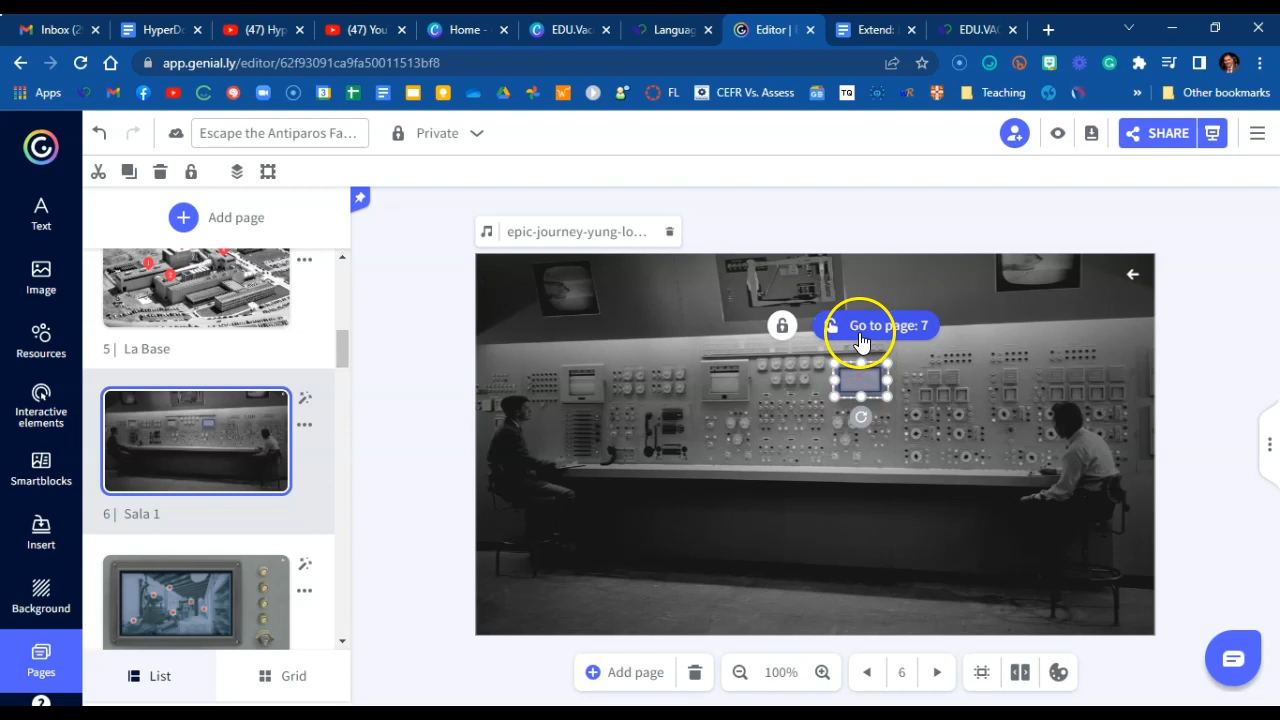 Inbox (2
HyperDo
(47) Hyp
(47) You
Home -
EDU.Vac
Languag
Editor |
Extend:
EDU.VAC
app.genial.ly/editor/62f93091ca9fa50011513bf8
Apps
FL
CEFR Vs. Assess
TQ
Teaching
»
Other bookmarks
Escape the Antiparos Fa...
Private
SHARE
Add page
epic-journey-yung-lo...
Text
Image
Resources
Interactive
elements
Smartblocks
Insert
Background
Pages
5 | La Base
6 | Sala 1
Go to page: 7
List
Grid
Add page
100%
6